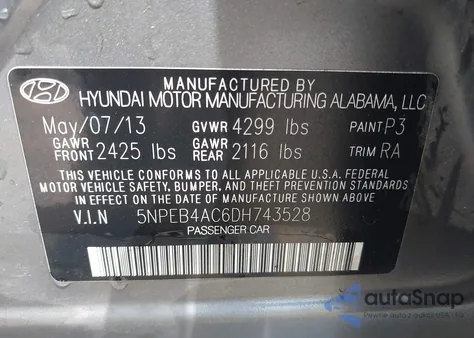 MANUFACTURED BY
HYUNDAI MOTOR MANUFACTURING ALABAMA, LLC
May/07/13 GVWR 4299 lbs PAINT P3
GAWR FRONT 2425 lbs GAWR REAR 2116 lbs TRIM RA
THIS VEHICLE CONFORMS TO ALL APPLICABLE U.S.A. FEDERAL
MOTOR VEHICLE SAFETY, BUMPER, AND THEFT PREVENTION STANDARDS
IN EFFECT ON THE DATE OF MANUFACTURE SHOWN ABOVE.
V.I.N 5NPEB4AC6DH743528
PASSENGER CAR
autoSnap